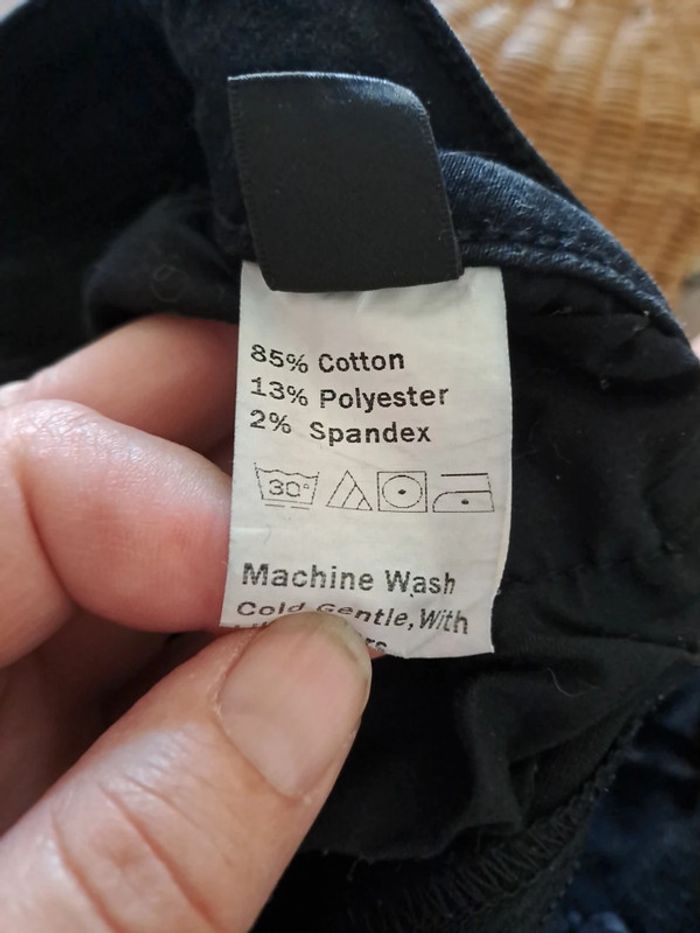 85% Cotton
13% Polyester
2% Spandex
30°
Machine Wash
Cold Gentle, With